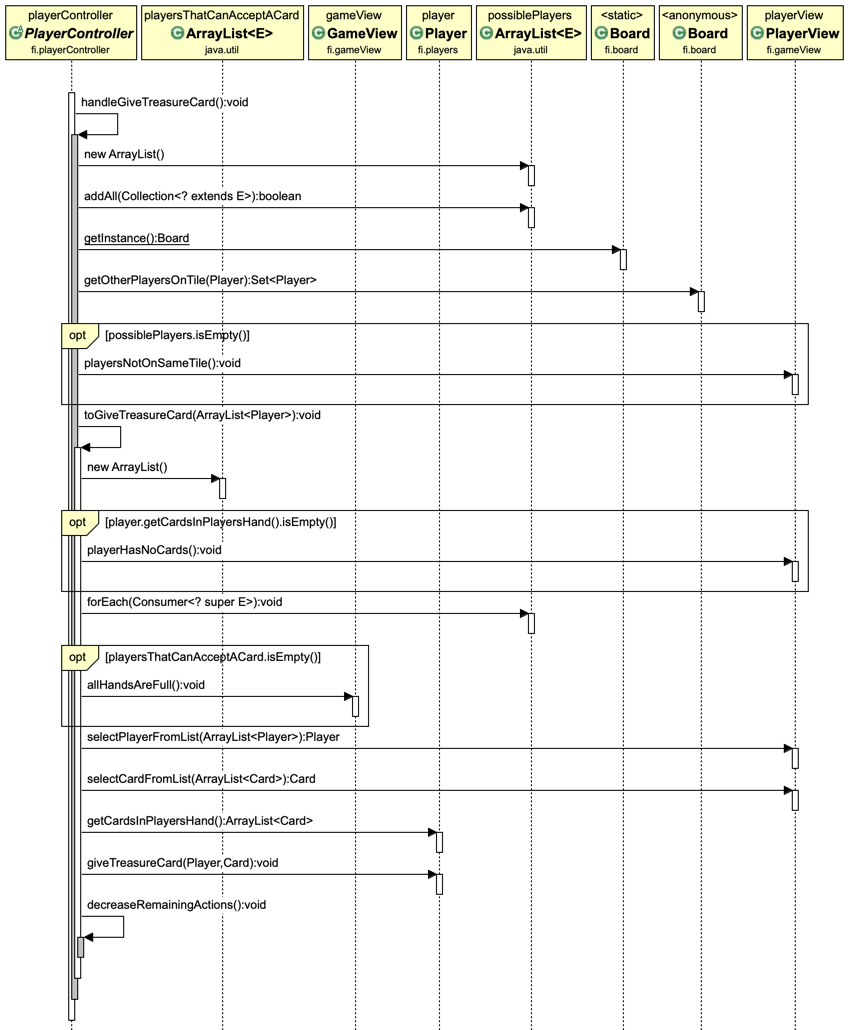 playerController playersThatCanAcceptACard gameView player possiblePlayers <static> <anonymous> playerView
PlayerController ArrayList<E> GameView Player ArrayList<E> Board Board PlayerView
fi.playerController java.util fi.gameView fi.players java.util fi.board fi.board fi.gameView
handleGiveTreasureCard():void
new ArrayList()
addAll(Collection<? extends E>):boolean
getInstance():Board
getOtherPlayersOnTile(Player):Set<Player>
opt [possiblePlayers.isEmpty()]
playersNotOnSameTile():void
toGiveTreasureCard(ArrayList<Player>):void
new ArrayList()
opt [player.getCardsInPlayersHand().isEmpty()]
playerHasNoCards():void
forEach(Consumer<? super E>):void
opt [playersThatCanAcceptACard.isEmpty()]
allHandsAreFull():void
selectPlayerFromList(ArrayList<Player>):Player
selectCardFromList(ArrayList<Card>):Card
getCardsInPlayersHand():ArrayList<Card>
giveTreasureCard(Player,Card):void
decreaseRemainingActions():void